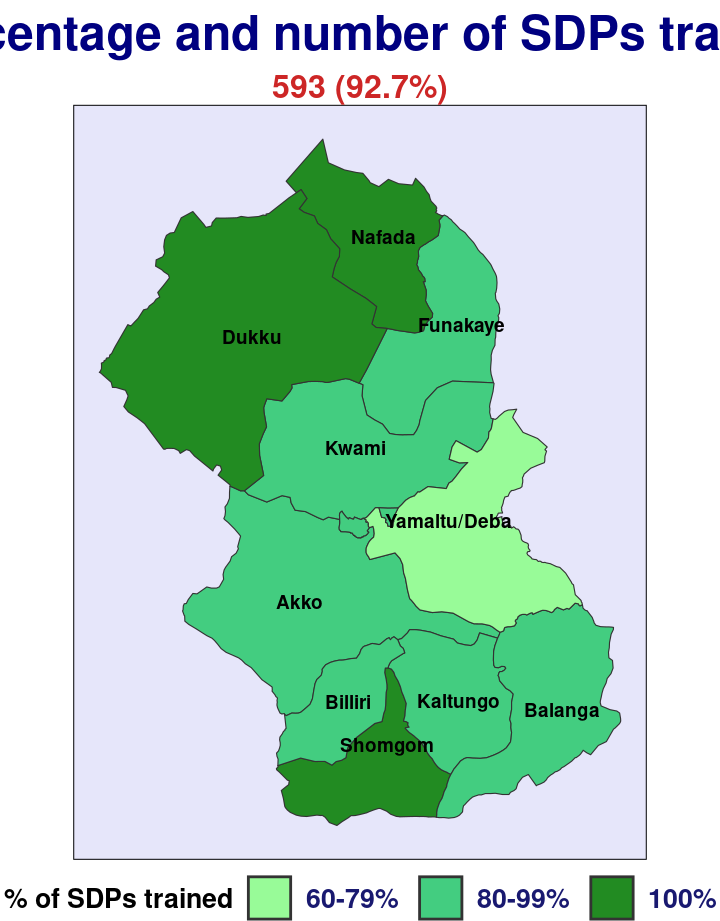 centage and number of SDPs tra
593 (92.7%)
Nafada
Funakaye
Dukku
Kwami
Yamaltu/Deba
Akko
Billiri
Kaltungo
Balanga
Shomgom
% of SDPs trained 60-79% 80-99% 100%